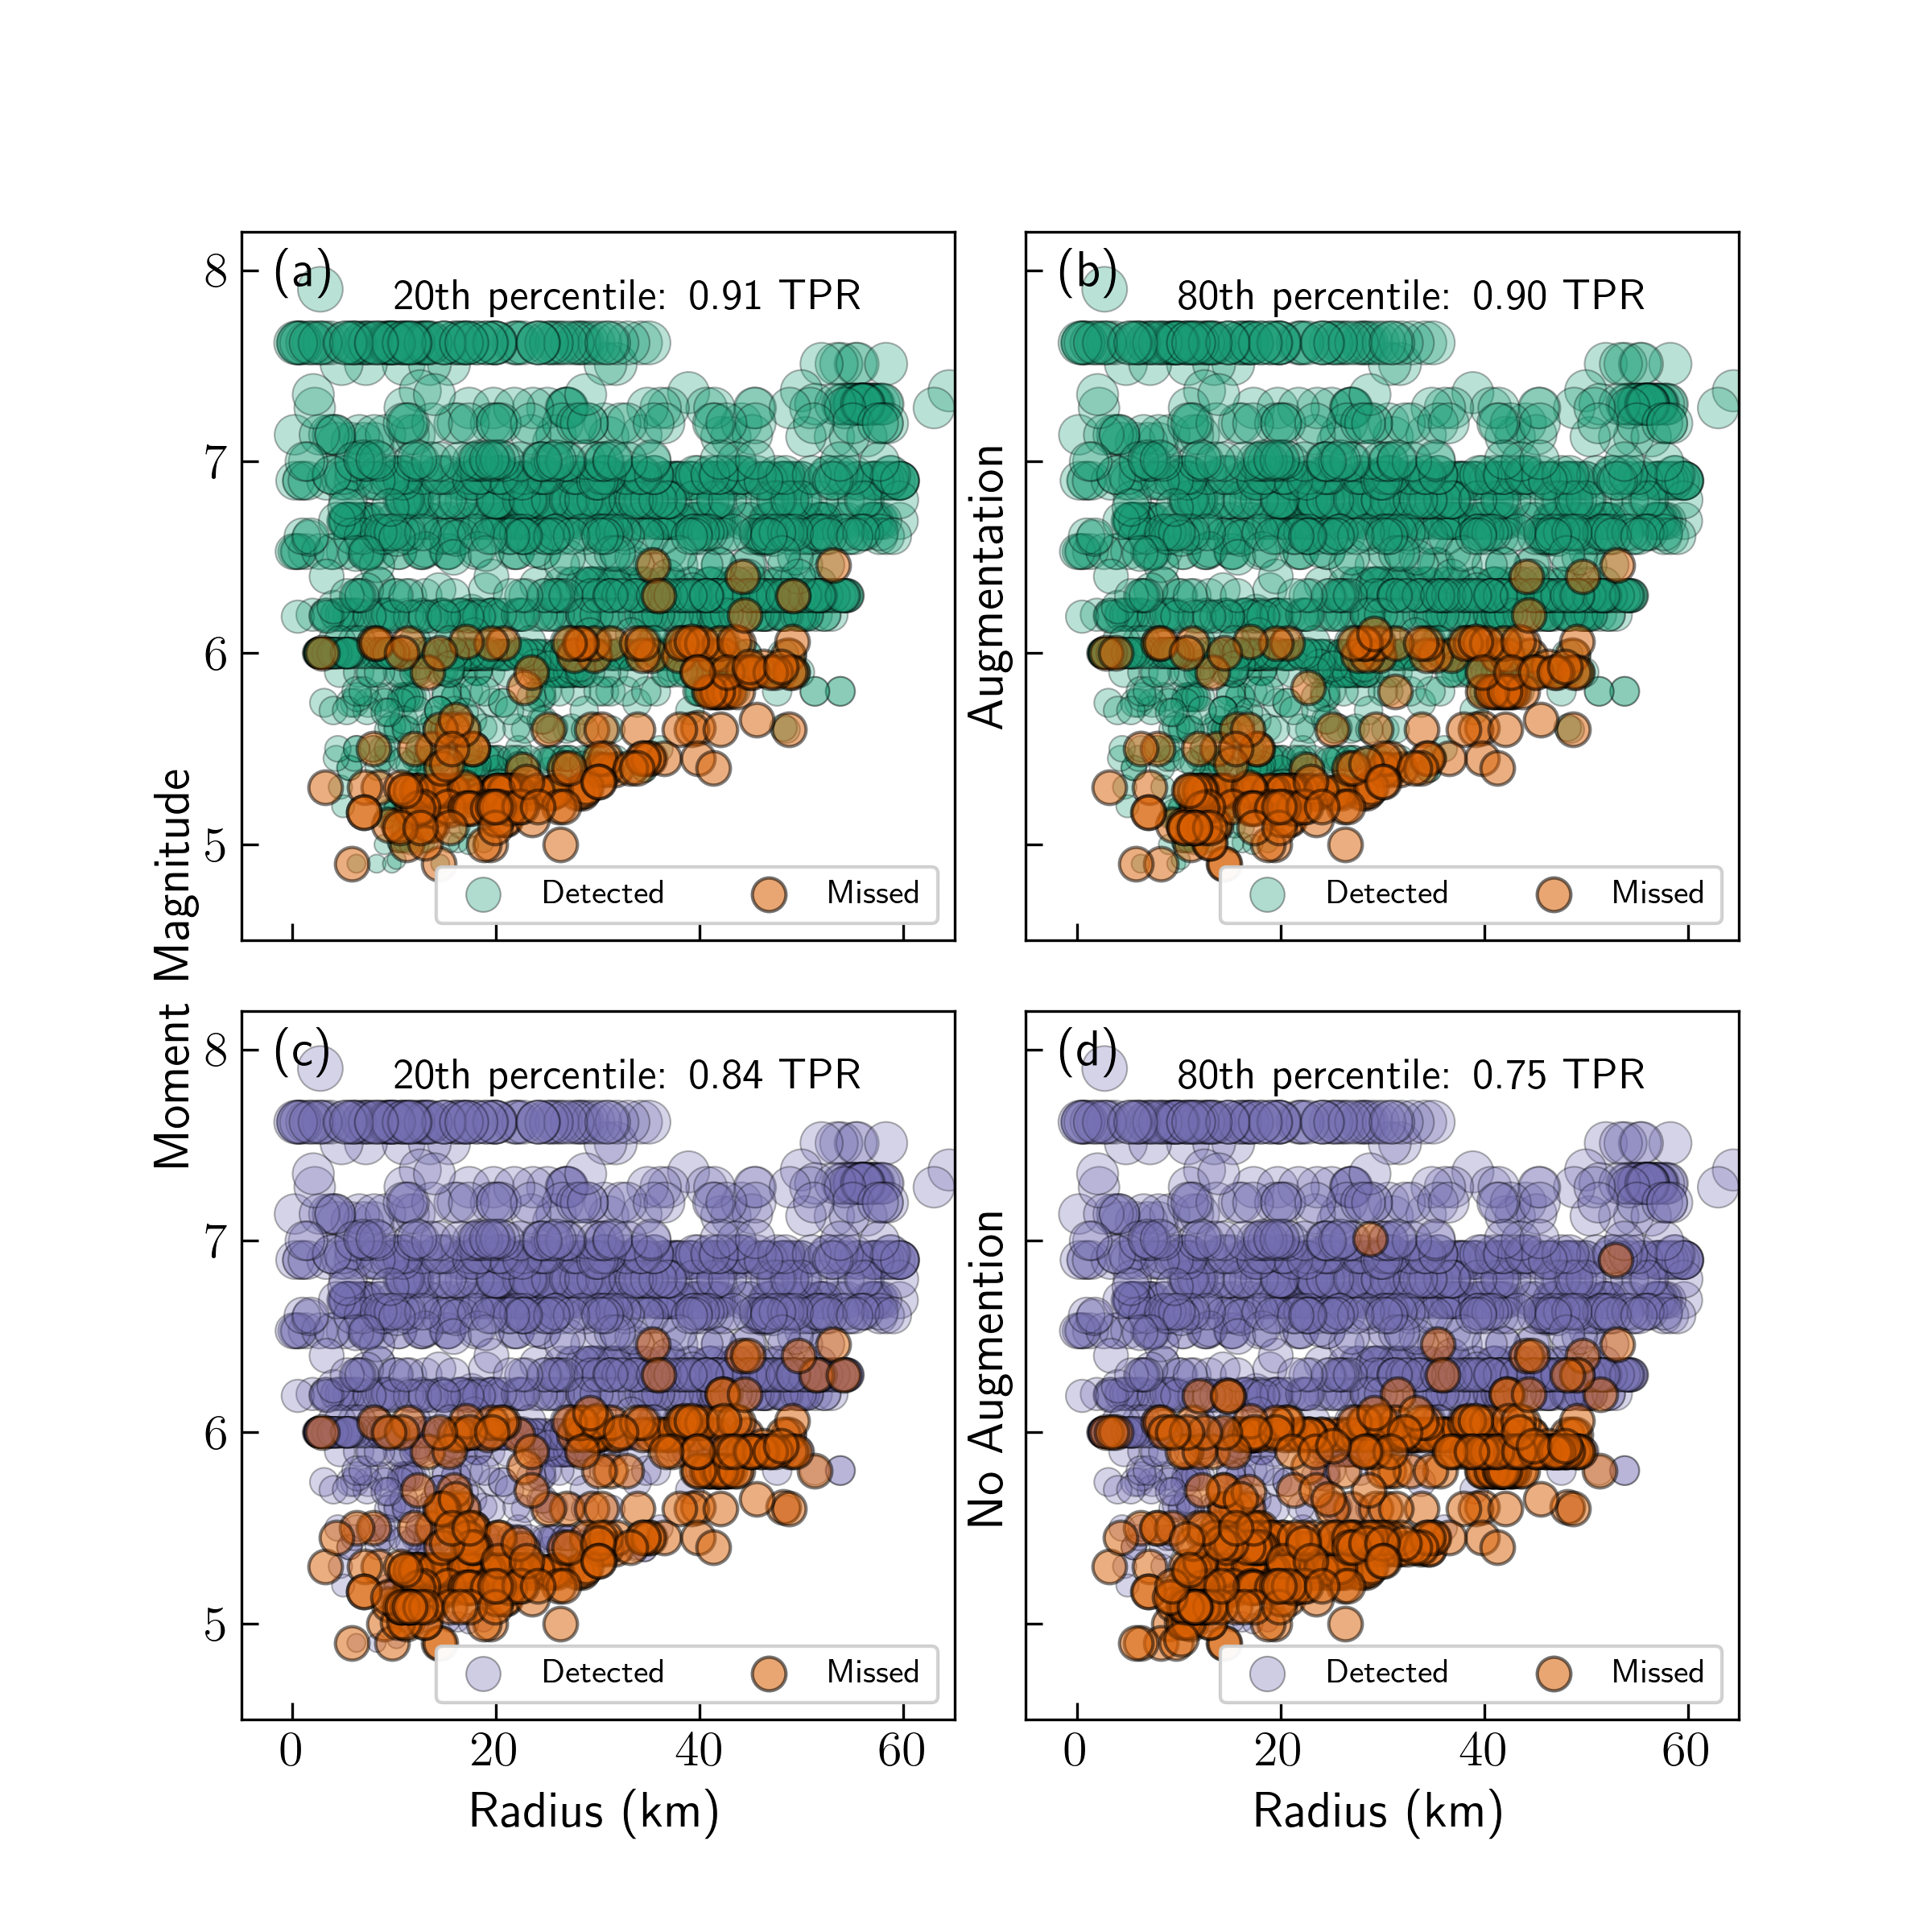 (a)
20th percentile: 0.91 TPR
8
7
6
5
Detected
Missed
(b)
80th percentile: 0.90 TPR
Augmentation
Detected
Missed
Moment Magnitude
(c)
20th percentile: 0.84 TPR
8
7
6
5
Detected
Missed
0
20
40
60
Radius (km)
(d)
80th percentile: 0.75 TPR
No Augmention
Detected
Missed
0
20
40
60
Radius (km)